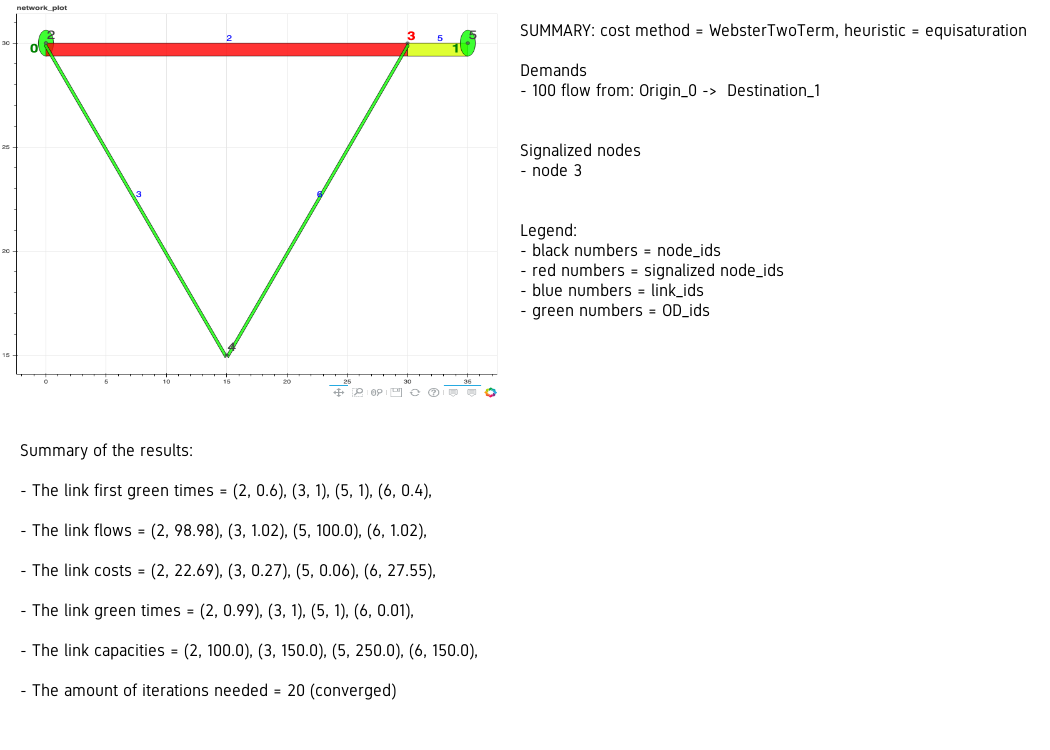 network_plot
2
5
0
2
3
5
1
30
25
3
6
20
4
15
0
5
10
15
20
25
30
35
SUMMARY: cost method = WebsterTwoTerm, heuristic = equisaturation
Demands
- 100 flow from: Origin_0 -> Destination_1
Signalized nodes
- node 3
Legend:
- black numbers = node_ids
- red numbers = signalized node_ids
- blue numbers = link_ids
- green numbers = OD_ids
Summary of the results:
- The link first green times = (2, 0.6), (3, 1), (5, 1), (6, 0.4),
- The link flows = (2, 98.98), (3, 1.02), (5, 100.0), (6, 1.02),
- The link costs = (2, 22.69), (3, 0.27), (5, 0.06), (6, 27.55),
- The link green times = (2, 0.99), (3, 1), (5, 1), (6, 0.01),
- The link capacities = (2, 100.0), (3, 150.0), (5, 250.0), (6, 150.0),
- The amount of iterations needed = 20 (converged)